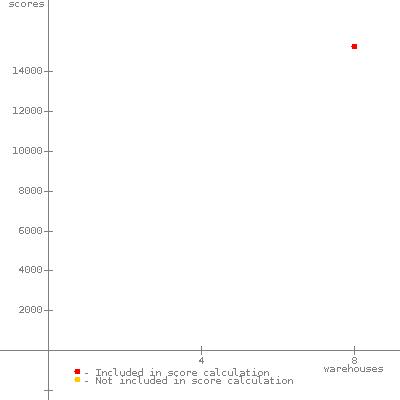 scores
14000
12000
10000
8000
6000
4000
2000
4
8
warehouses
- Included in score calculation
- Not included in score calculation